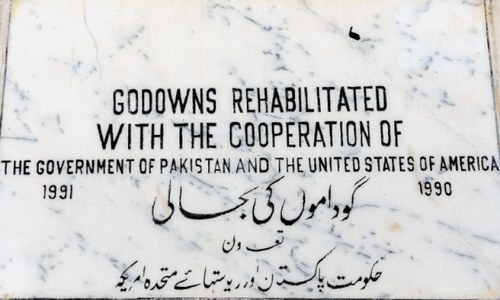 GODOWNS REHABILITATED
WITH THE COOPERATION OF
THE GOVERNMENT OF PAKISTAN AND THE UNITED STATES OF AMERICA
1991 1990
گوداموں کی بحالی
تعاون
حکومت پاکستان اور ریاستہائے متحدہ امریکہ